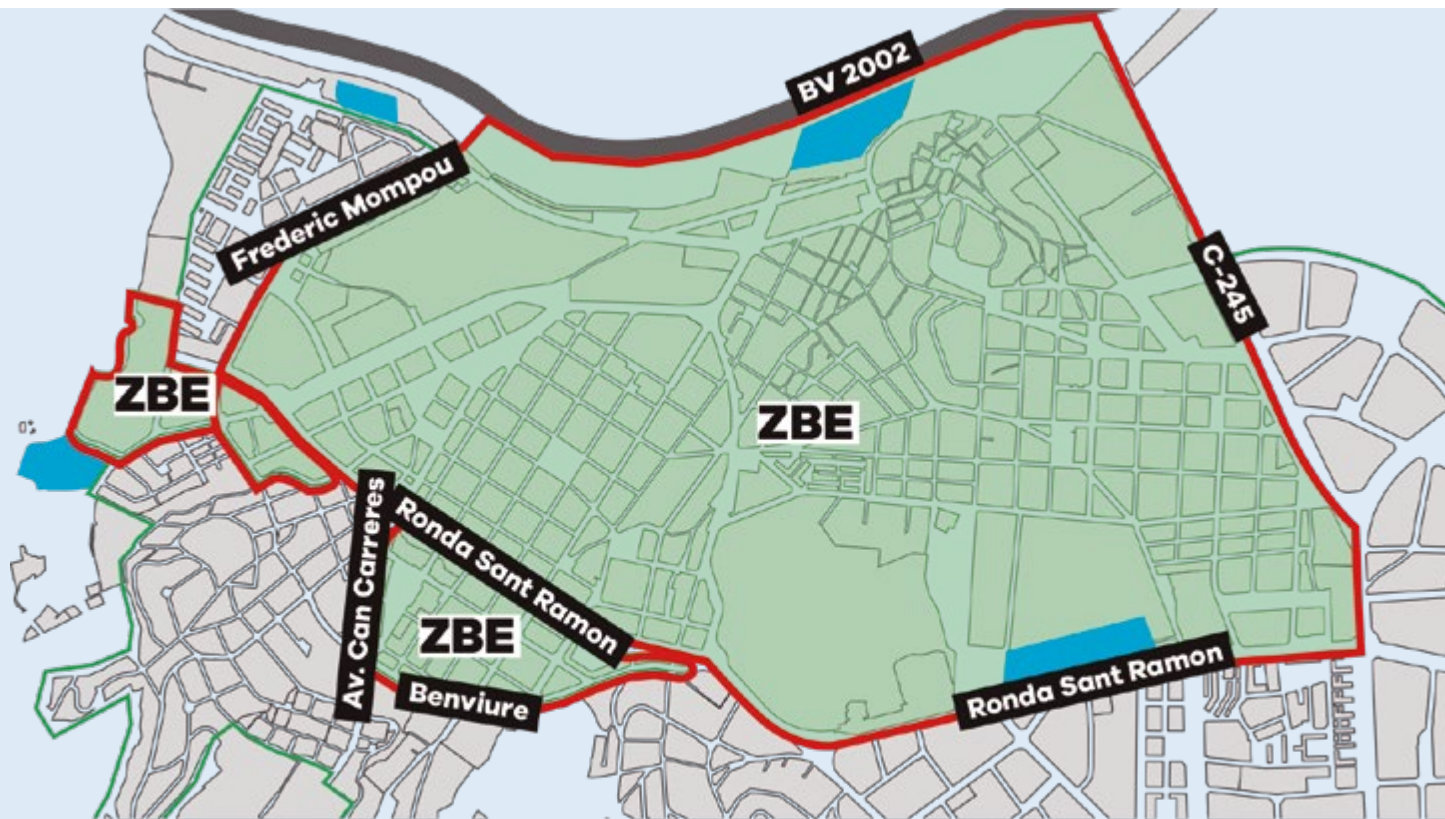 BV 2002
Frederic Mompou
C-245
ZBE
ZBE
Av. Can Carreres
Ronda Sant Ramon
ZBE
Benviure
Ronda Sant Ramon